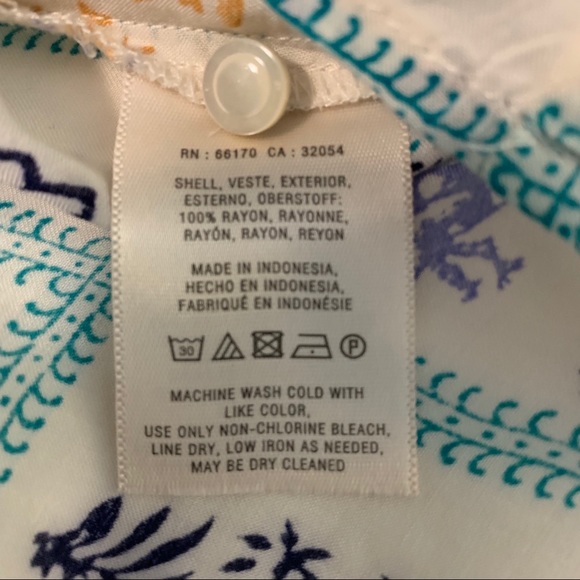 RN : 66170 CA : 32054
SHELL, VESTE, EXTERIOR,
ESTERNO, OBERSTOFF:
100% RAYON, RAYONNE,
RAYÓN, RAYON, REYON
MADE IN INDONESIA,
HECHO EN INDONESIA,
FABRIQUÉ EN INDONÉSIE
30 P
MACHINE WASH COLD WITH
LIKE COLOR,
USE ONLY NON-CHLORINE BLEACH,
LINE DRY, LOW IRON AS NEEDED,
MAY BE DRY CLEANED